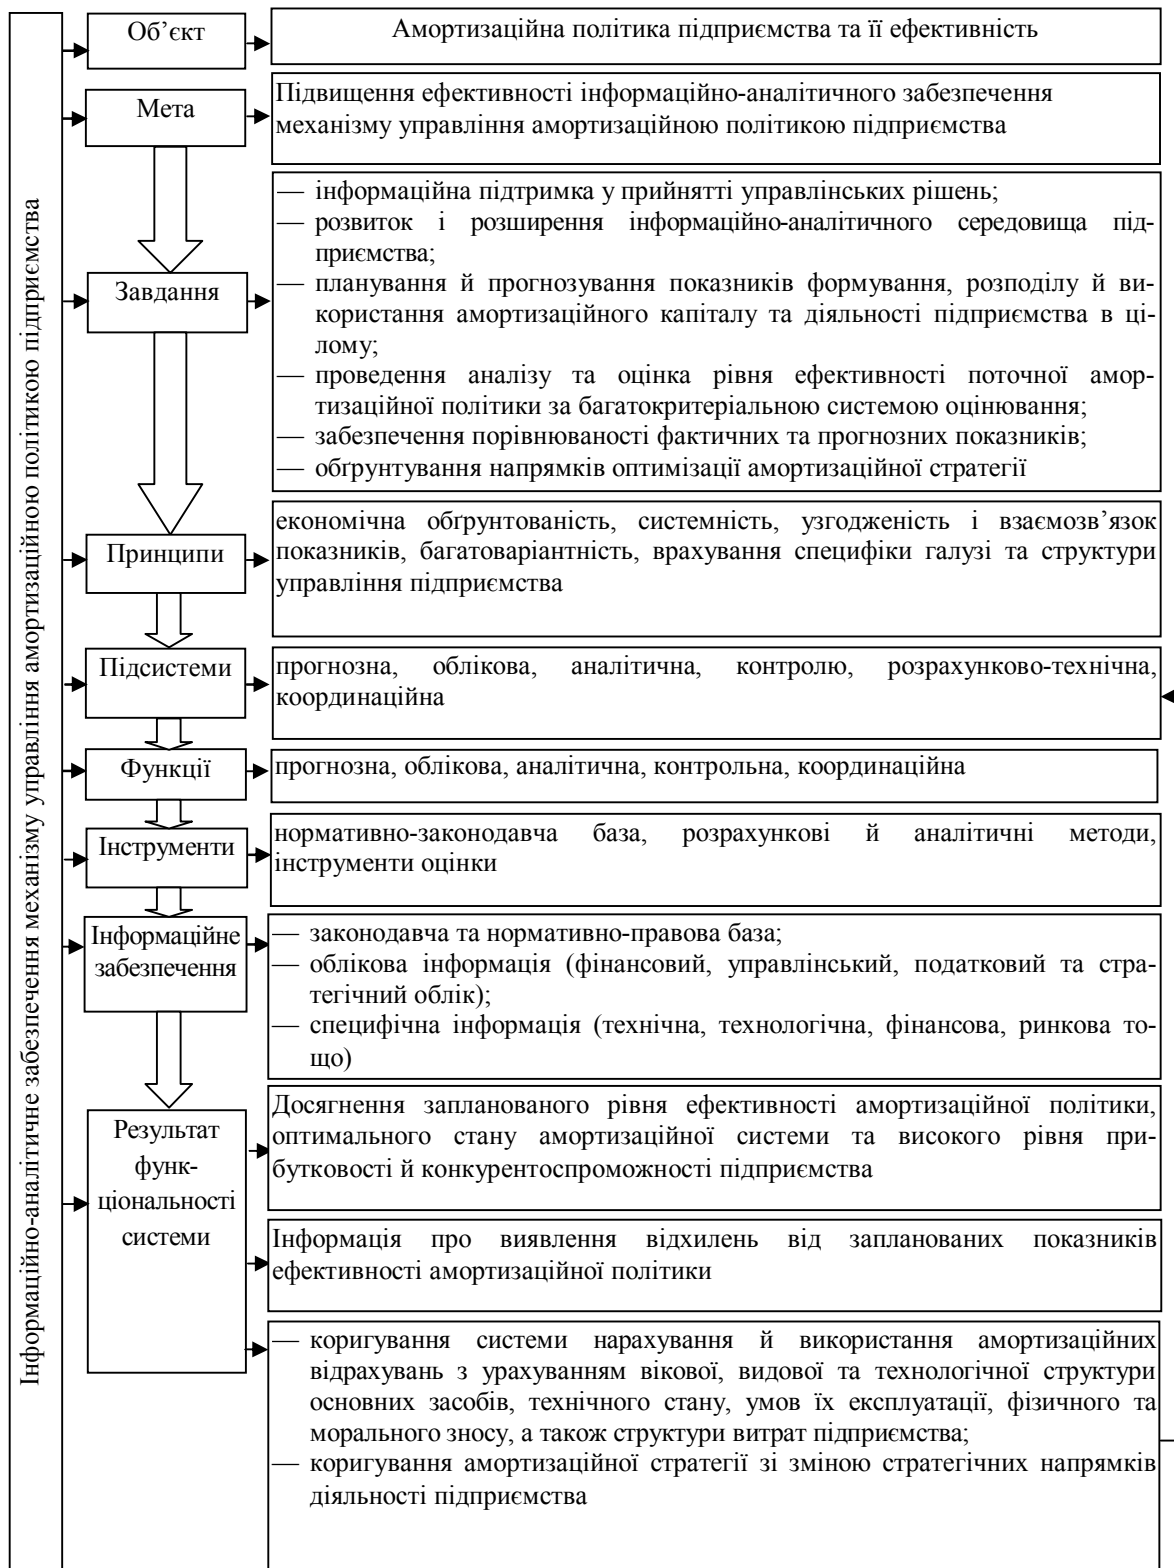 Інформаційно-аналітичне забезпечення механізму управління амортизаційною політикою підприємства
Об’єкт
Амортизаційна політика підприємства та її ефективність
Мета
Підвищення ефективності інформаційно-аналітичного забезпечення
механізму управління амортизаційною політикою підприємства
Завдання
— інформаційна підтримка у прийнятті управлінських рішень;
— розвиток і розширення інформаційно-аналітичного середовища під-
приємства;
— планування й прогнозування показників формування, розподілу й ви-
користання амортизаційного капіталу та діяльності підприємства в ці-
лому;
— проведення аналізу та оцінка рівня ефективності поточної амор-
тизаційної політики за багатокритеріальною системою оцінювання;
— забезпечення порівнюваності фактичних та прогнозних показників;
— обґрунтування напрямків оптимізації амортизаційної стратегії
Принципи
економічна обґрунтованість, системність, узгодженість і взаємозв’язок
показників, багатоваріантність, врахування специфіки галузі та структури
управління підприємства
Підсистеми
прогнозна, облікова, аналітична, контролю, розрахунково-технічна,
координаційна
Функції
прогнозна, облікова, аналітична, контрольна, координаційна
Інструменти
нормативно-законодавча база, розрахункові й аналітичні методи,
інструменти оцінки
Інформаційне
забезпечення
— законодавча та нормативно-правова база;
— облікова інформація (фінансовий, управлінський, податковий та стра-
тегічний облік);
— специфічна інформація (технічна, технологічна, фінансова, ринкова то-
що)
Результат
функ-
ціональності
системи
Досягнення запланованого рівня ефективності амортизаційної політики,
оптимального стану амортизаційної системи та високого рівня при-
бутковості й конкурентоспроможності підприємства
Інформація про виявлення відхилень від запланованих показників
ефективності амортизаційної політики
— коригування системи нарахування й використання амортизаційних
відрахувань з урахуванням вікової, видової та технологічної структури
основних засобів, технічного стану, умов їх експлуатації, фізичного та
морального зносу, а також структури витрат підприємства;
— коригування амортизаційної стратегії зі зміною стратегічних напрямків
діяльності підприємства